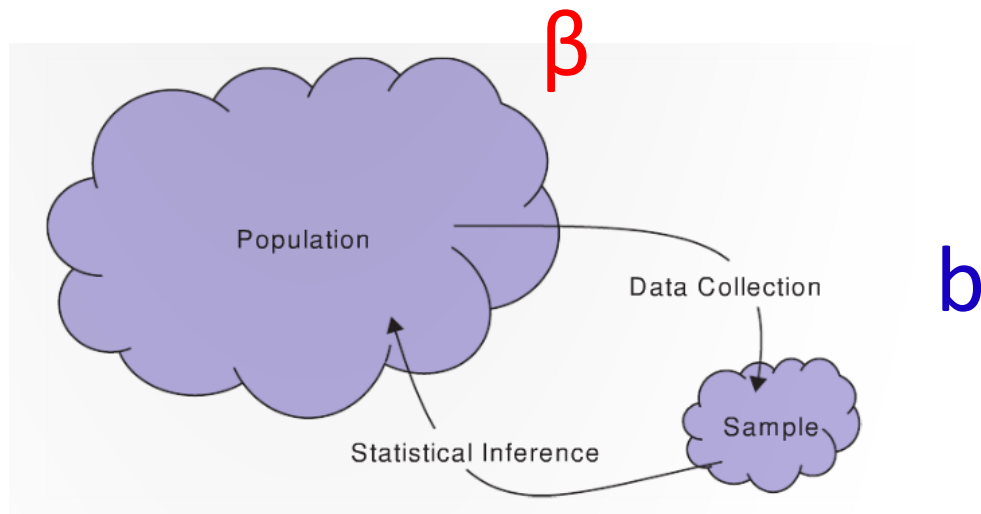 β
Population
Data Collection
b
Sample
Statistical Inference